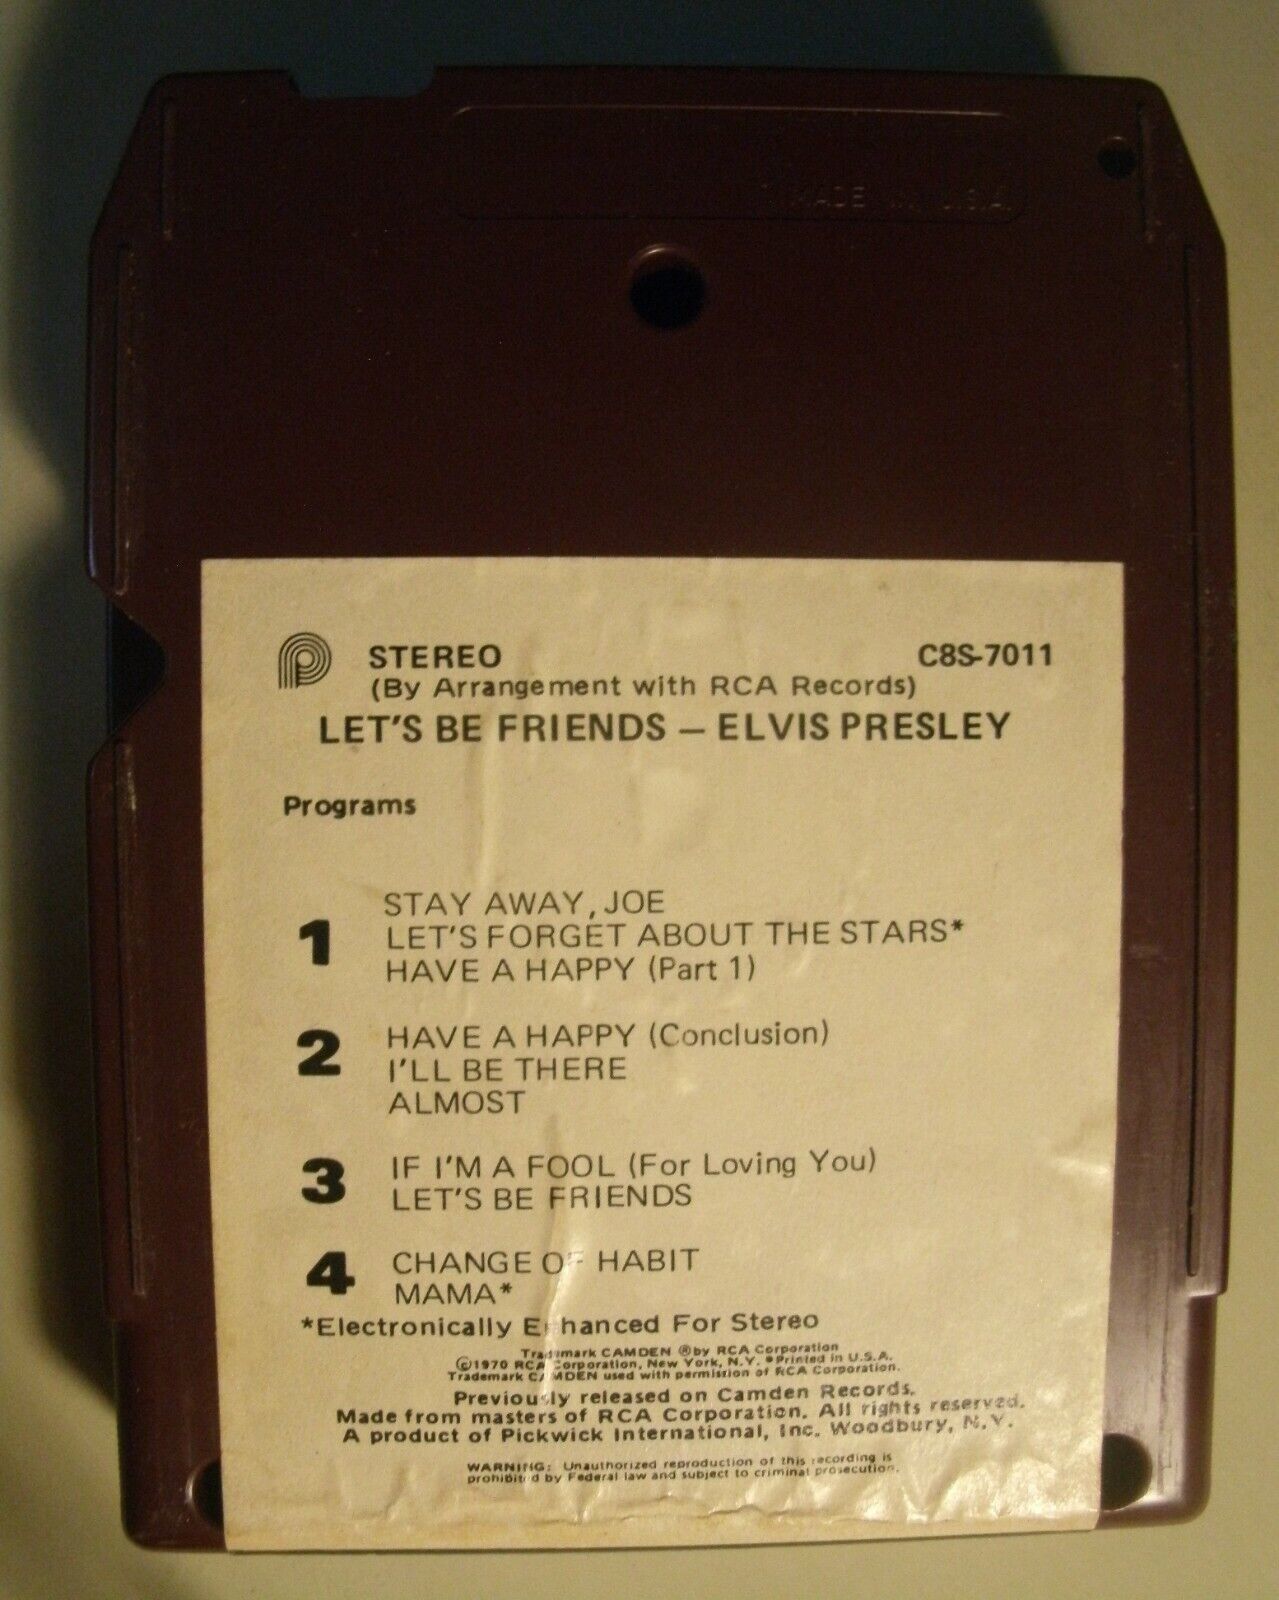 MADE IN U.S.A.
P STEREO C8S-7011
(By Arrangement with RCA Records)
LET'S BE FRIENDS — ELVIS PRESLEY
Programs
1 STAY AWAY, JOE
LET'S FORGET ABOUT THE STARS*
HAVE A HAPPY (Part 1)
2 HAVE A HAPPY (Conclusion)
I'LL BE THERE
ALMOST
3 IF I'M A FOOL (For Loving You)
LET'S BE FRIENDS
4 CHANGE OF HABIT
MAMA*
*Electronically Enhanced For Stereo
Trademark CAMDEN ® by RCA Corporation
©1970 RCA Corporation, New York, N.Y. • Printed in U.S.A.
Trademark CAMDEN used with permission of RCA Corporation.
Previously released on Camden Records.
Made from masters of RCA Corporation. All rights reserved.
A product of Pickwick International, Inc. Woodbury, N.Y.
WARNING: Unauthorized reproduction of this recording is
prohibited by Federal law and subject to criminal prosecution.